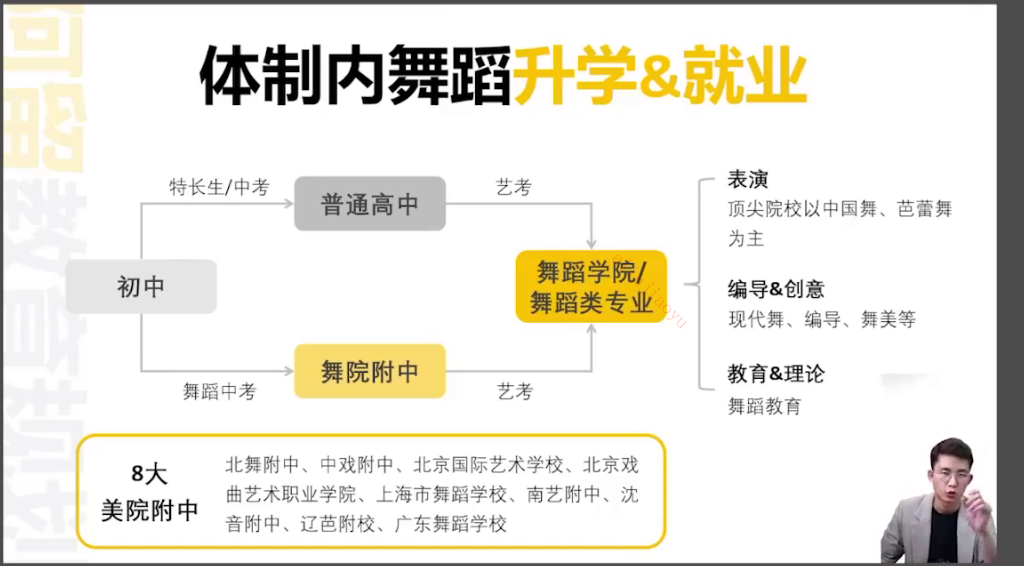 体制内舞蹈升学&就业
特长生/中考
普通高中
艺考
初中
舞蹈中考
舞院附中
艺考
舞蹈学院/
舞蹈类专业
表演
顶尖院校以中国舞、芭蕾舞
为主
编导&创意
现代舞、编导、舞美等
教育&理论
舞蹈教育
8大
美院附中
北舞附中、中戏附中、北京国际艺术学校、北京戏
曲艺术职业学院、上海市舞蹈学校、南艺附中、沈
音附中、辽芭附校、广东舞蹈学校